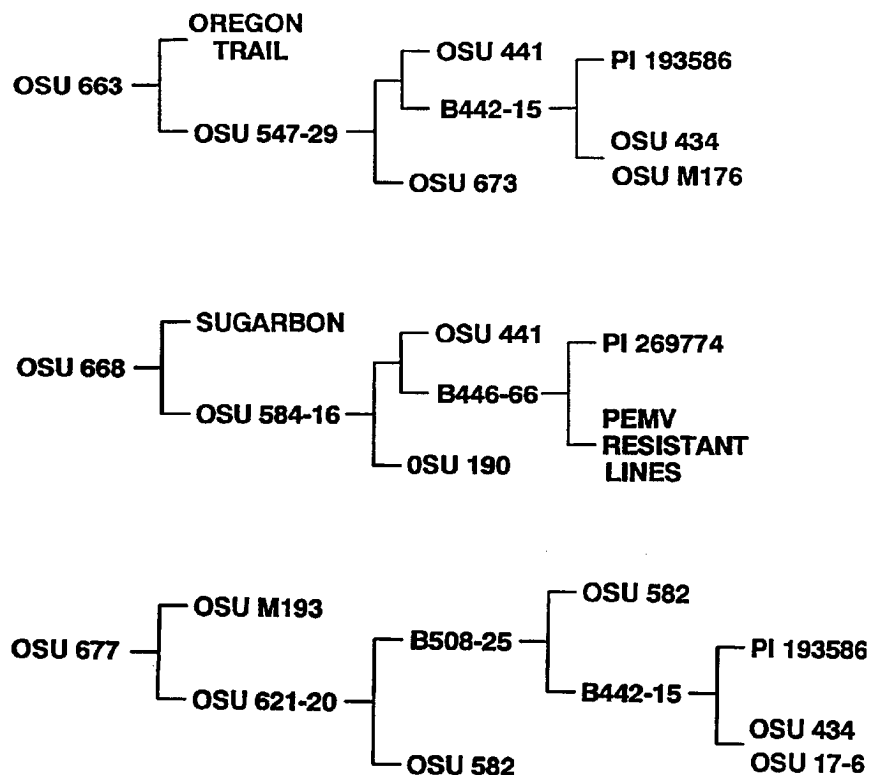 OREGON
TRAIL
OSU 441
PI 193586
OSU 663
B442-15
OSU 547-29
OSU 434
OSU M176
OSU 673
SUGARBON
OSU 441
PI 269774
OSU 668
B446-66
OSU 584-16
PEMV
RESISTANT
LINES
0SU 190
OSU 582
OSU M193
B508-25
PI 193586
OSU 677
B442-15
OSU 621-20
OSU 434
OSU 17-6
OSU 582